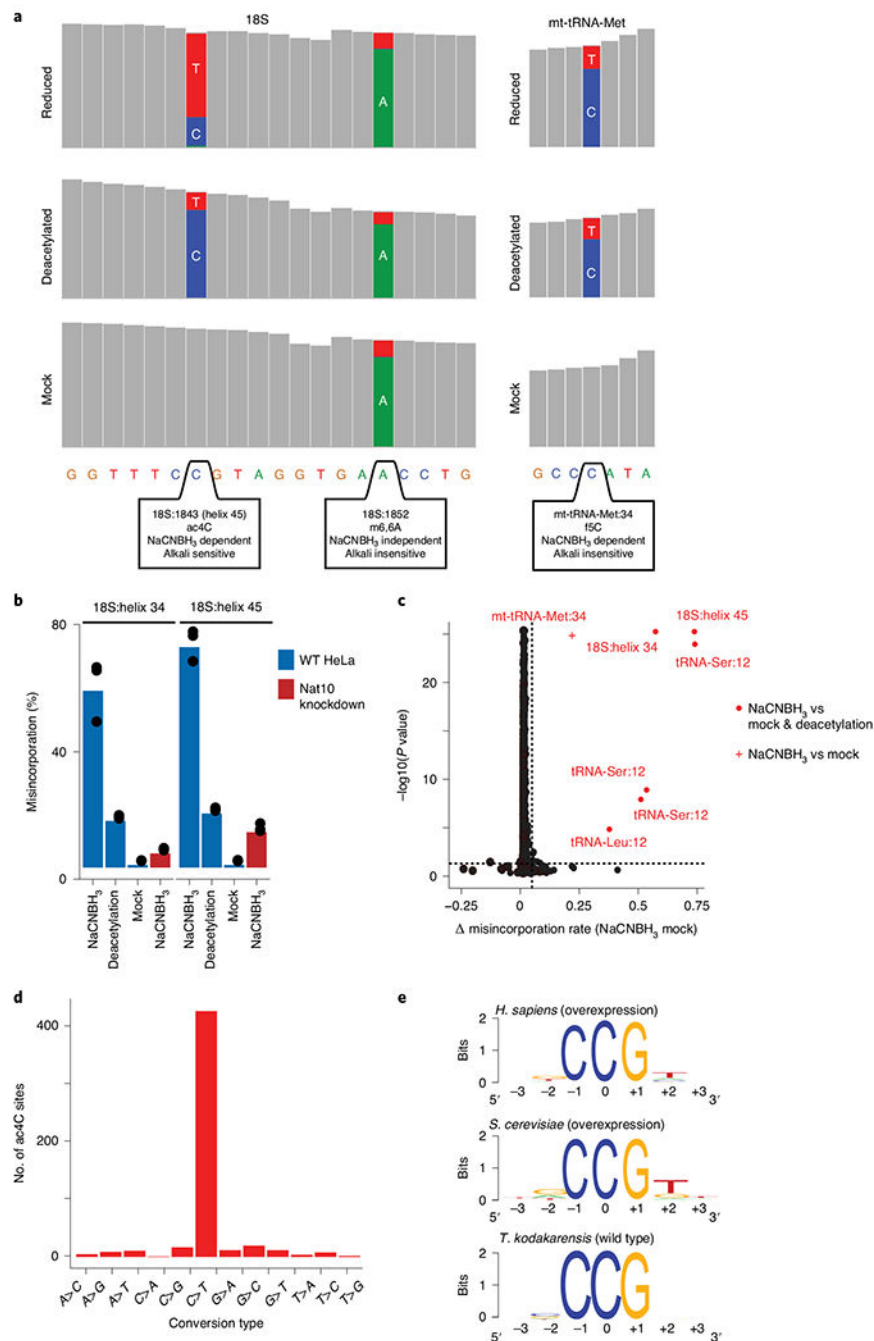 a
18S
mt-tRNA-Met
Reduced
T
C
A
Reduced
T
C
Deacetylated
T
C
A
Deacetylated
T
C
Mock
A
Mock
G G T T T C C G T A G G T G A A C C T G
G C C C A T A
18S:1843 (helix 45)
ac4C
NaCNBH3 dependent
Alkali sensitive
18S:1852
m6,6A
NaCNBH3 independent
Alkali insensitive
mt-tRNA-Met:34
f5C
NaCNBH3 dependent
Alkali insensitive
b
18S:helix 34
18S:helix 45
80
40
0
Misincorporation (%)
WT HeLa
Nat10
knockdown
NaCNBH3
Deacetylation
Mock
NaCNBH3
NaCNBH3
Deacetylation
Mock
NaCNBH3
c
mt-tRNA-Met:34
18S:helix 45
18S:helix 34
tRNA-Ser:12
tRNA-Ser:12
tRNA-Ser:12
tRNA-Leu:12
20
10
0
−log10(P value)
−0.25 0 0.25 0.5 0.75
Δ misincorporation rate (NaCNBH3 mock)
NaCNBH3 vs
mock & deacetylation
NaCNBH3 vs mock
d
400
200
0
No. of ac4C sites
A>C A>G A>T C>A C>G C>T G>A G>C G>T T>A T>C T>G
Conversion type
e
H. sapiens (overexpression)
2
1
0
Bits
CCG
T
5′ −3 −2 −1 0 +1 +2 +3 3′
S. cerevisiae (overexpression)
2
1
0
Bits
CCG
T
5′ −3 −2 −1 0 +1 +2 +3 3′
T. kodakarensis (wild type)
2
1
0
Bits
CCG
5′ −3 −2 −1 0 +1 +2 +3 3′